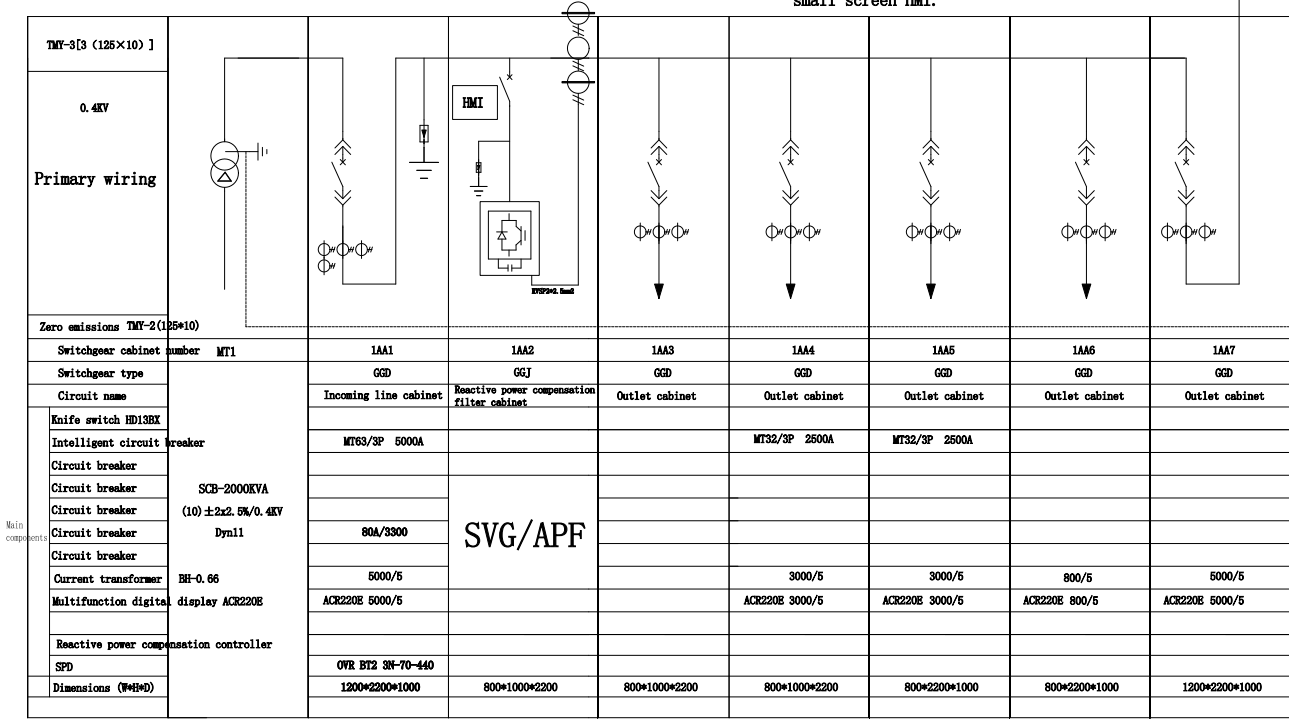 small screen HMI.
TMY-3[3 (125×10) ]
0.4KV
HMI
Primary wiring
Zero emissions TMY-2(125*10)
Switchgear cabinet number MT1 1AA1 1AA2 1AA3 1AA4 1AA5 1AA6 1AA7
Switchgear type GGD GGJ GGD GGD GGD GGD GGD
Circuit name Incoming line cabinet Reactive power compensation filter cabinet Outlet cabinet Outlet cabinet Outlet cabinet Outlet cabinet Outlet cabinet
Knife switch HD13BX
Intelligent circuit breaker MT63/3P 5000A MT32/3P 2500A MT32/3P 2500A
Circuit breaker
Circuit breaker SCB-2000KVA
Circuit breaker (10)±2x2.5%/0.4KV
Main components
Circuit breaker Dyn11 80A/3300 SVG/APF
Circuit breaker
Current transformer BH-0.66 5000/5 3000/5 3000/5 800/5 5000/5
Multifunction digital display ACR220E ACR220E 5000/5 ACR220E 3000/5 ACR220E 3000/5 ACR220E 800/5 ACR220E 5000/5
Reactive power compensation controller
SPD OVR BT2 3N-70-440
Dimensions (W*H*D) 1200*2200*1000 800*1000*2200 800*1000*2200 800*1000*2200 800*2200*1000 800*2200*1000 1200*2200*1000